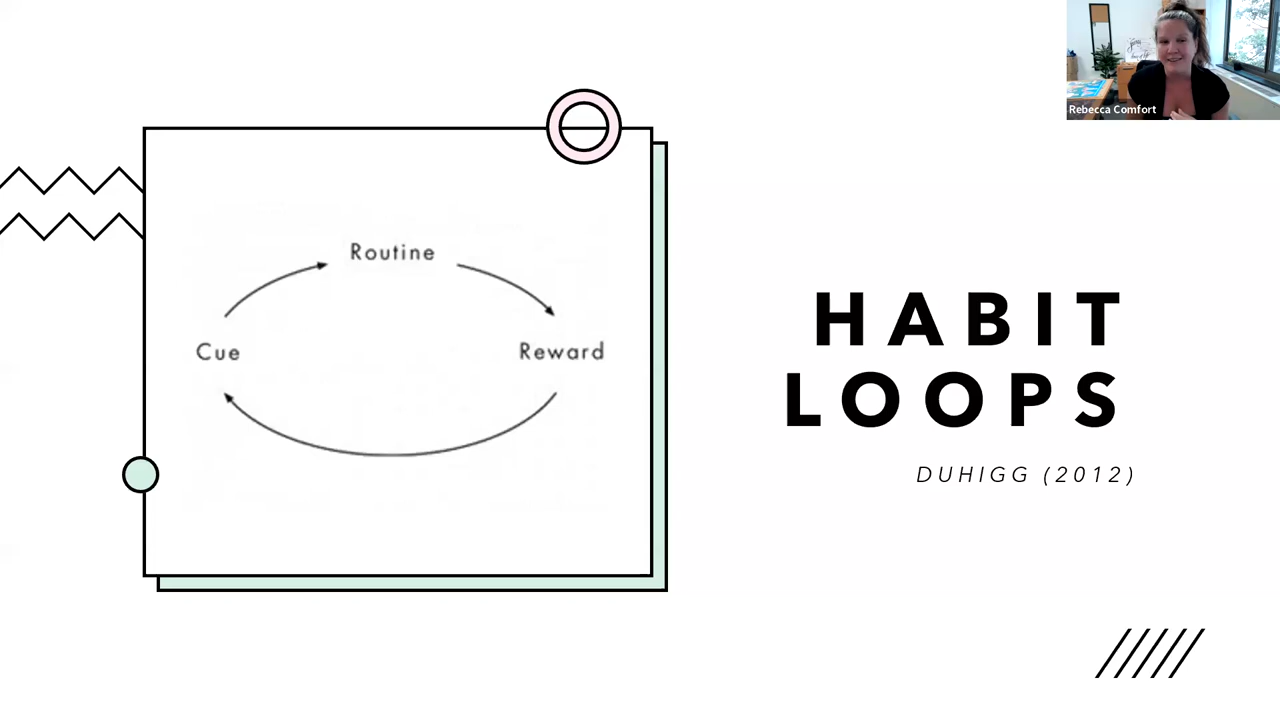 Rebecca Comfort
Routine
Cue
Reward
HABIT
LOOPS
DUHIGG (2012)